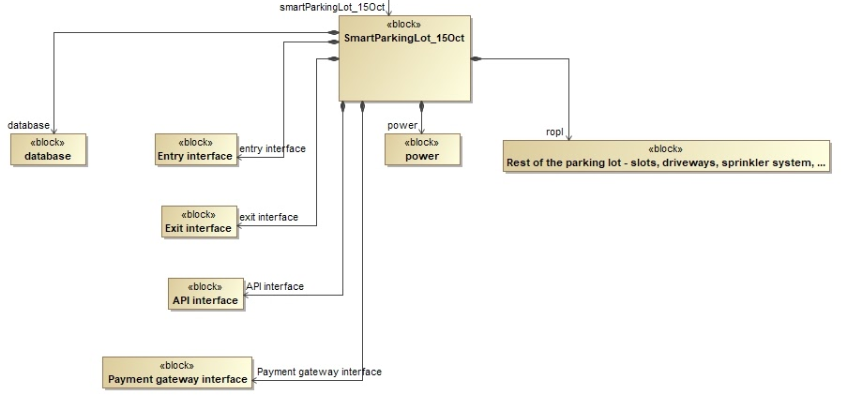 smartParkingLot_15Oct
«block»
SmartParkingLot_15Oct
database
«block»
database
entry interface
«block»
Entry interface
power
«block»
power
ropl
«block»
Rest of the parking lot - slots, driveways, sprinkler system, ...
exit interface
«block»
Exit interface
API interface
«block»
API interface
Payment gateway interface
«block»
Payment gateway interface